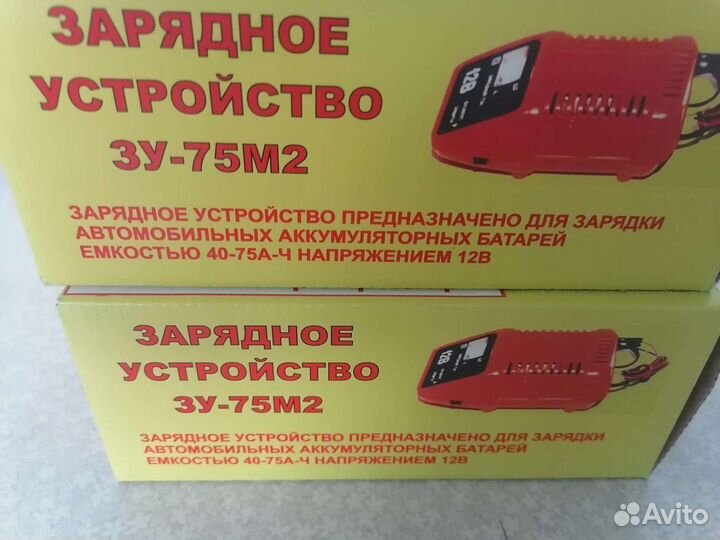 ЗАРЯДНОЕ
УСТРОЙСТВО
ЗУ-75М2
12В
ЗАРЯДНОЕ УСТРОЙСТВО ПРЕДНАЗНАЧЕНО ДЛЯ ЗАРЯДКИ
АВТОМОБИЛЬНЫХ АККУМУЛЯТОРНЫХ БАТАРЕЙ
ЕМКОСТЬЮ 40-75А-Ч НАПРЯЖЕНИЕМ 12В
ЗАРЯДНОЕ
УСТРОЙСТВО
ЗУ-75М2
12В
ЗАРЯДНОЕ УСТРОЙСТВО ПРЕДНАЗНАЧЕНО ДЛЯ ЗАРЯДКИ
АВТОМОБИЛЬНЫХ АККУМУЛЯТОРНЫХ БАТАРЕЙ
ЕМКОСТЬЮ 40-75А-Ч НАПРЯЖЕНИЕМ 12В
Avito